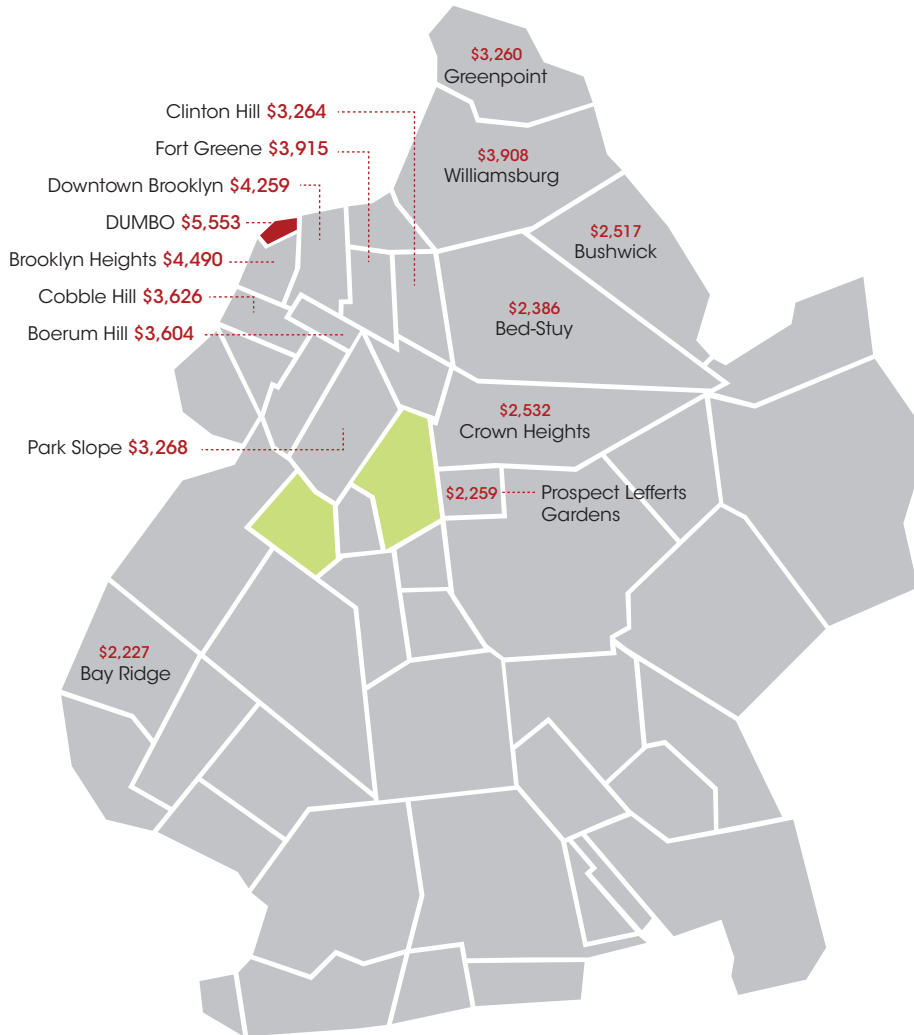 $3,260
Greenpoint
Clinton Hill $3,264
Fort Greene $3,915
$3,908
Williamsburg
Downtown Brooklyn $4,259
DUMBO $5,553
$2,517
Bushwick
Brooklyn Heights $4,490
Cobble Hill $3,626
$2,386
Bed-Stuy
Boerum Hill $3,604
$2,532
Crown Heights
Park Slope $3,268
$2,259 Prospect Lefferts
Gardens
$2,227
Bay Ridge